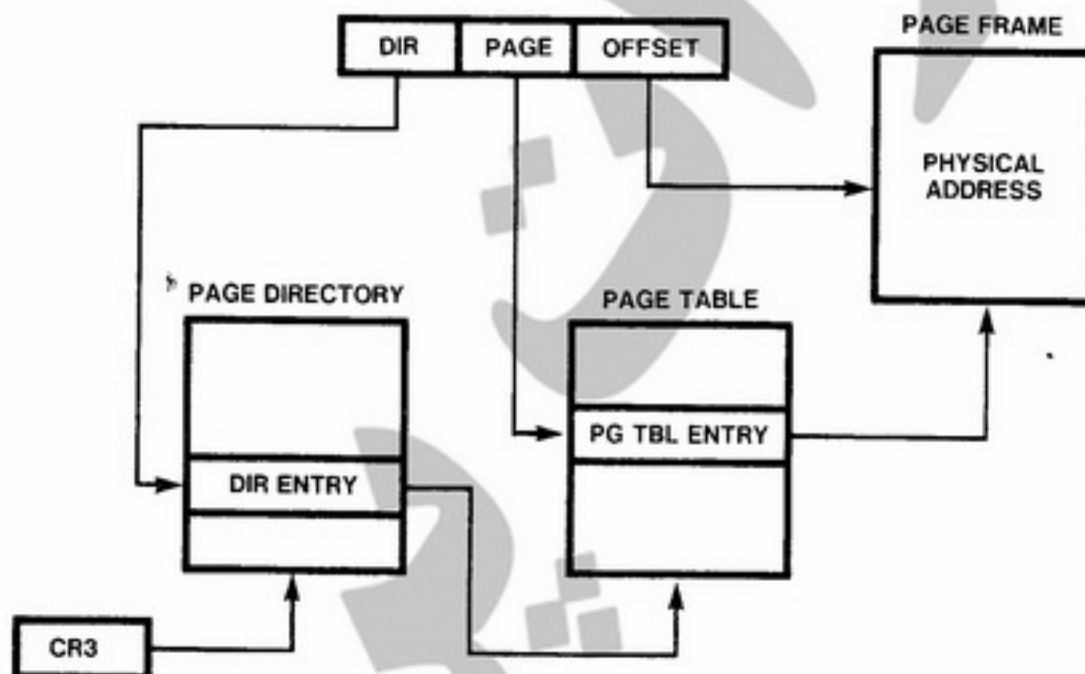 PAGE FRAME
DIR PAGE OFFSET
PHYSICAL
ADDRESS
PAGE DIRECTORY
PAGE TABLE
PG TBL ENTRY
DIR ENTRY
CR3